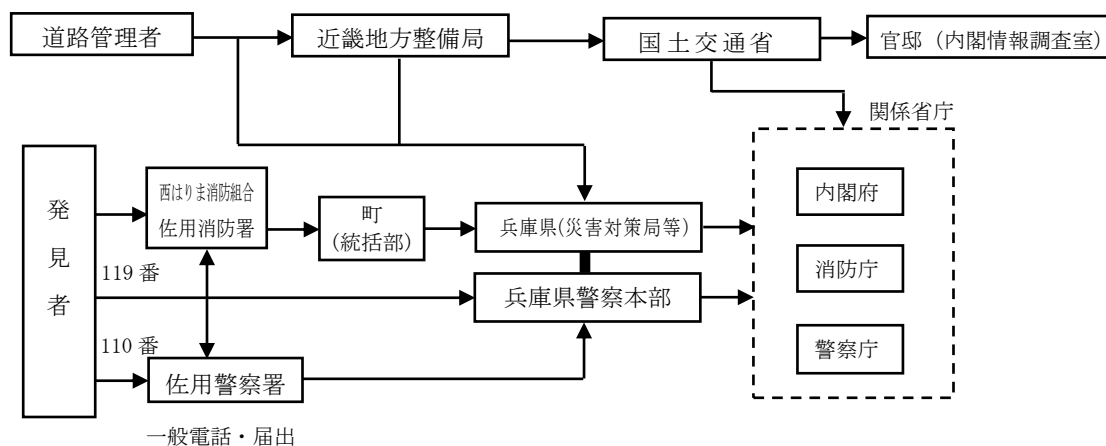 道路管理者
近畿地方整備局
国土交通省
官邸（内閣情報調査室）
関係省庁
発見者
西はりま消防組合
佐用消防署
町
(統括部)
兵庫県(災害対策局等)
内閣府
119 番
兵庫県警察本部
消防庁
110 番
佐用警察署
警察庁
一般電話・届出